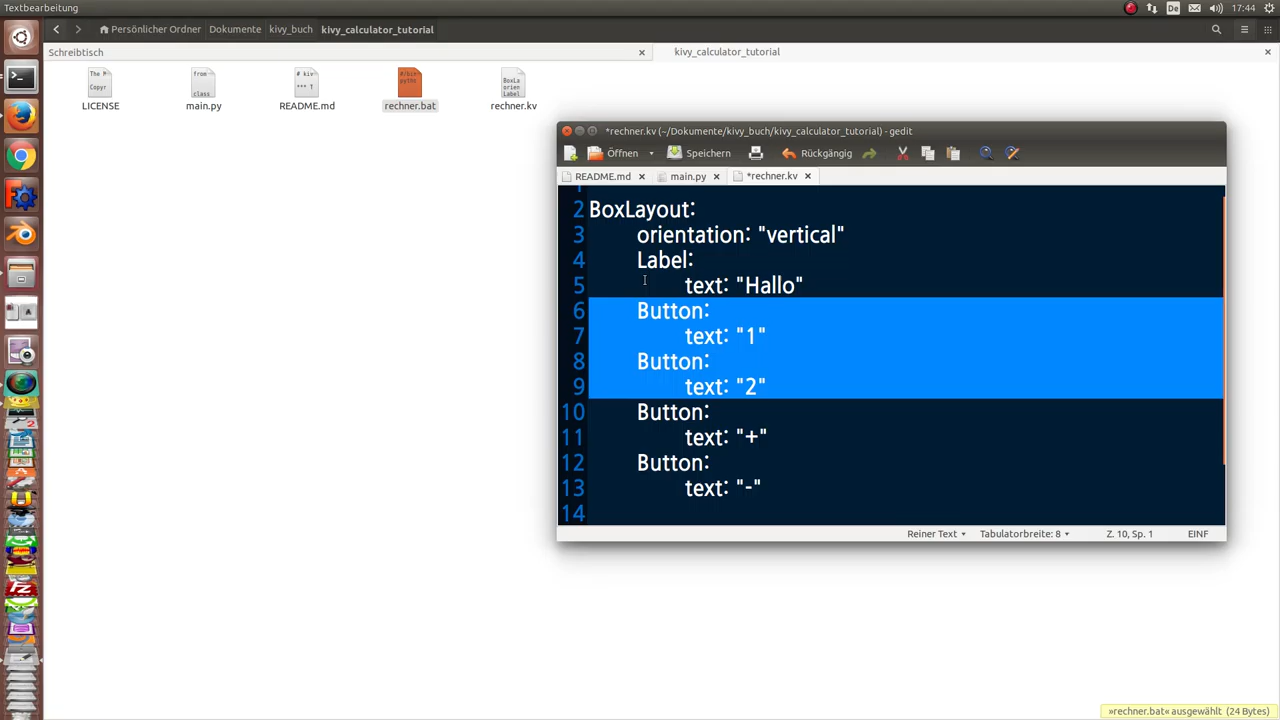 Textbearbeitung
De
17:44
Persönlicher Ordner
Dokumente
kivy_buch
kivy_calculator_tutorial
Schreibtisch
kivy_calculator_tutorial
LICENSE
main.py
README.md
rechner.bat
rechner.kv
*rechner.kv (~/Dokumente/kivy_buch/kivy_calculator_tutorial) - gedit
Öffnen
Speichern
Rückgängig
README.md
main.py
*rechner.kv
2 BoxLayout:
3 orientation: "vertical"
4 Label:
5 text: "Hallo"
6 Button:
7 text: "1"
8 Button:
9 text: "2"
10 Button:
11 text: "+"
12 Button:
13 text: "-"
14
Reiner Text
Tabulatorbreite: 8
Z. 10, Sp. 1
EINF
»rechner.bat« ausgewählt (24 Bytes)